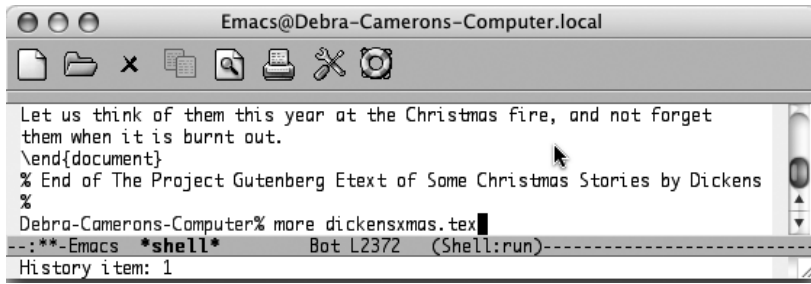 Emacs@Debra-Camerons-Computer.local
Let us think of them this year at the Christmas fire, and not forget
them when it is burnt out.
\end{document}
% End of The Project Gutenberg Etext of Some Christmas Stories by Dickens
%
Debra-Camerons-Computer% more dickensxmas.tex
--:**-Emacs  *shell*        Bot L2372   (Shell:run)--------------------------
History item: 1